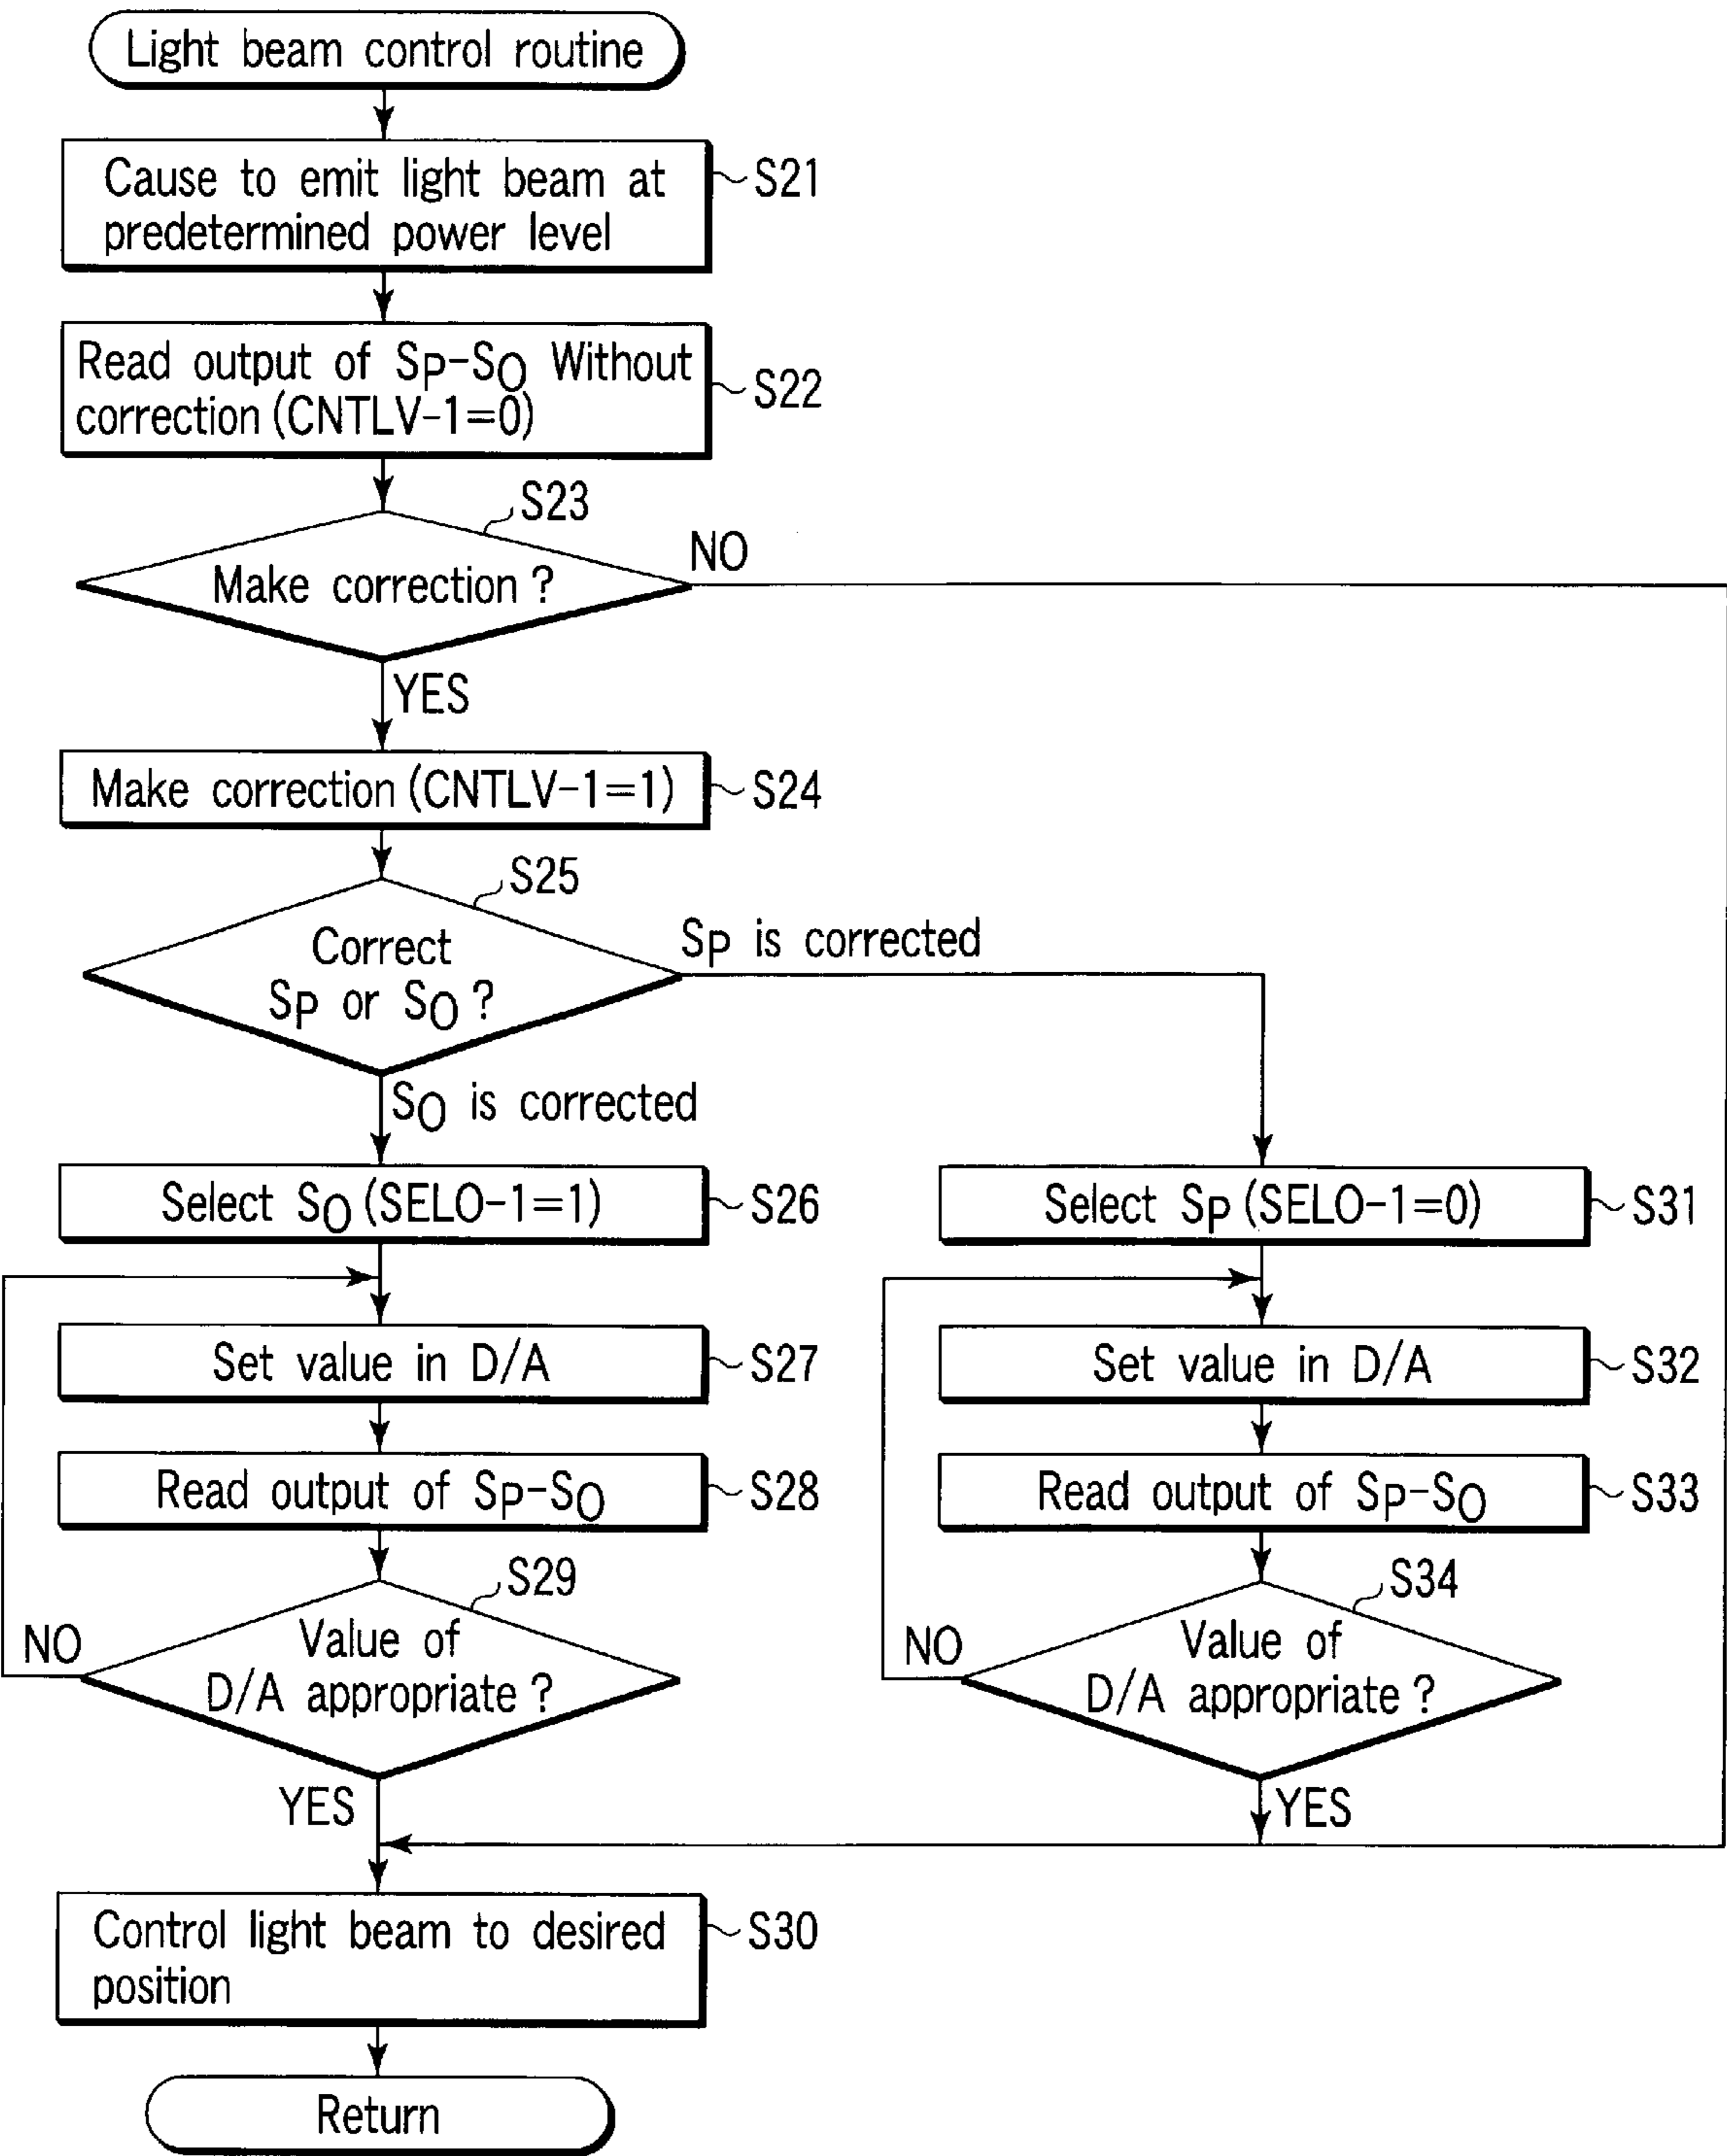 Light beam control routine
Cause to emit light beam at
predetermined power level
S21
Read output of SP-SO Without
correction (CNTLV-1=0)
S22
S23
Make correction ?
NO
YES
Make correction (CNTLV-1=1)
S24
S25
Correct
SP or SO ?
SP is corrected
SO is corrected
Select SO (SELO-1=1)
S26
Select SP (SELO-1=0)
S31
Set value in D/A
S27
Set value in D/A
S32
Read output of SP-SO
S28
Read output of SP-SO
S33
S29
Value of
D/A appropriate ?
NO
YES
S34
Value of
D/A appropriate ?
NO
YES
Control light beam to desired
position
S30
Return